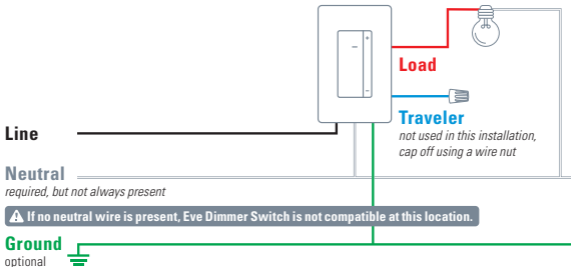 Load
Traveler
not used in this installation,
cap off using a wire nut
Line
Neutral
required, but not always present
If no neutral wire is present, Eve Dimmer Switch is not compatible at this location.
Ground
optional